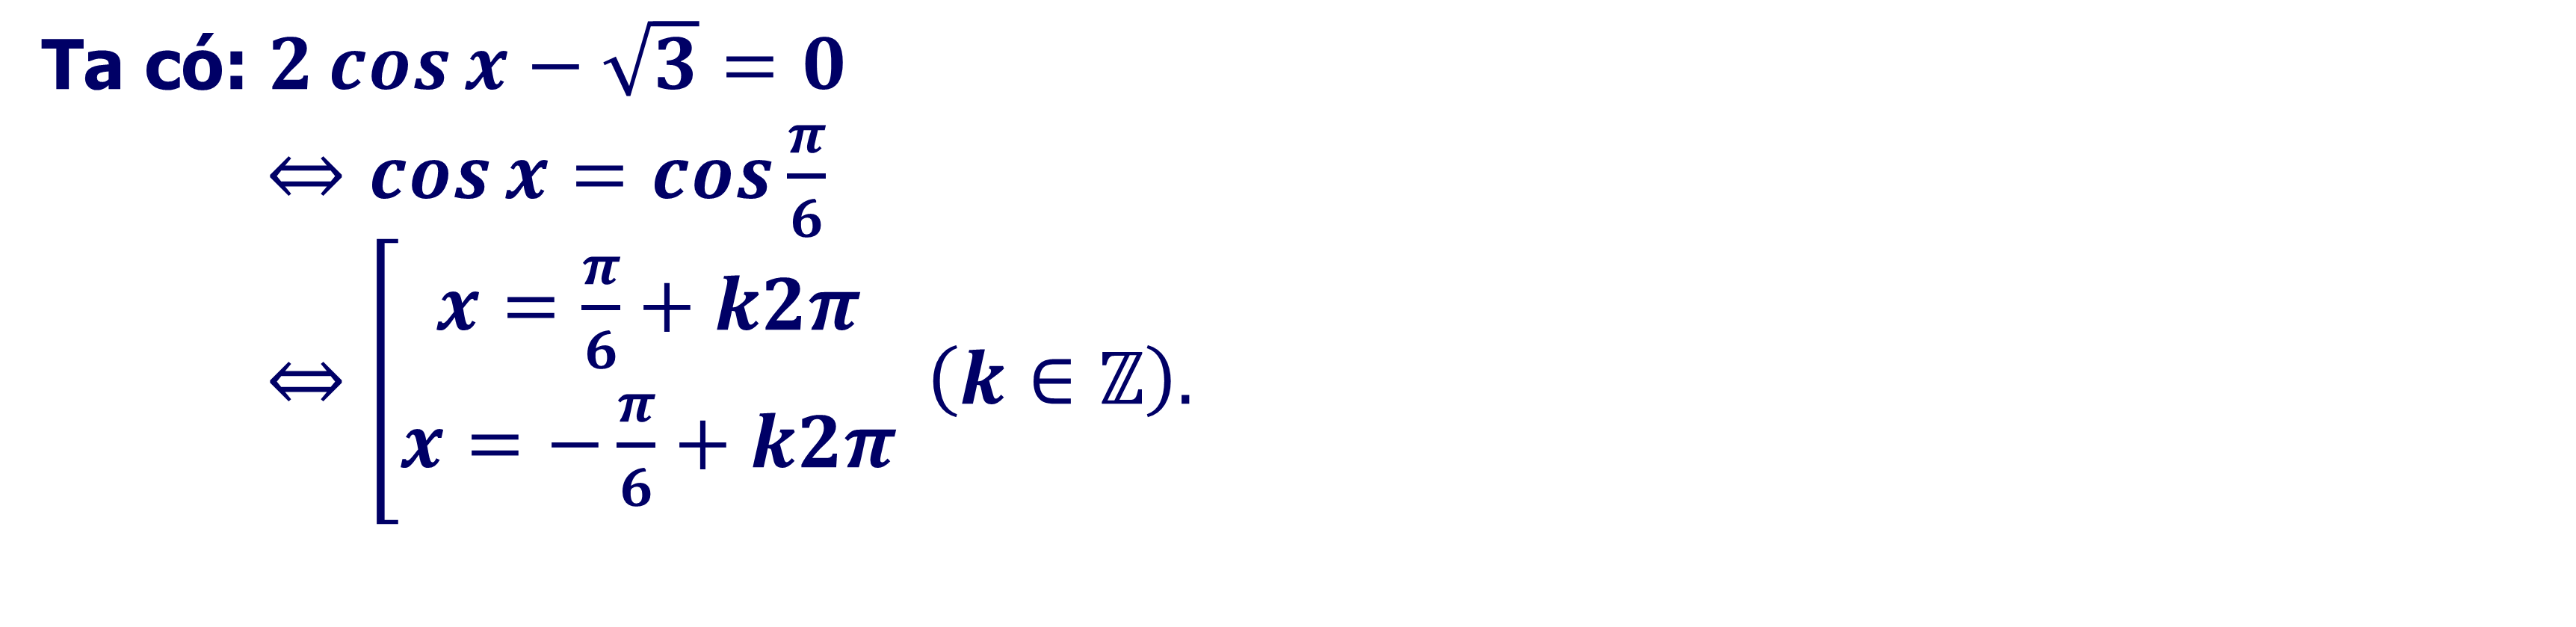 Ta có: 2 cos x − √3 = 0
⇔ cos x = cos π/6
⇔ [ x = π/6 + k2π
x = −π/6 + k2π (k ∈ ℤ).